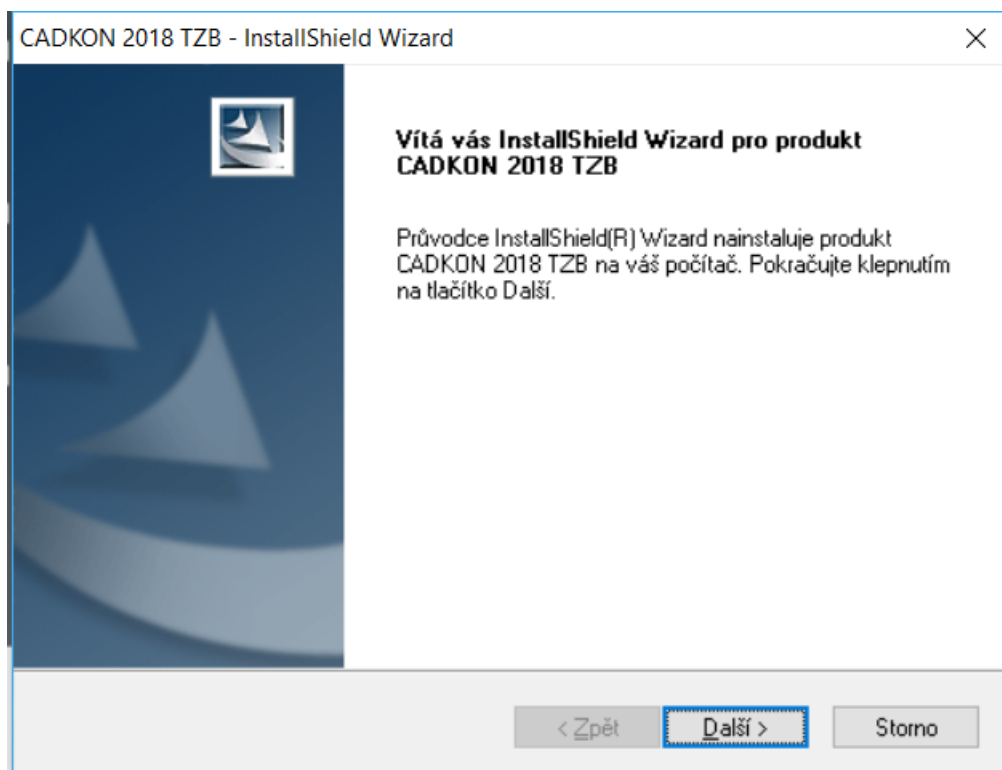 CADKON 2018 TZB - InstallShield Wizard
Vítá vás InstallShield Wizard pro produkt
CADKON 2018 TZB
Průvodce InstallShield(R) Wizard nainstaluje produkt
CADKON 2018 TZB na váš počítač. Pokračujte klepnutím
na tlačítko Další.
< Zpět
Další >
Storno